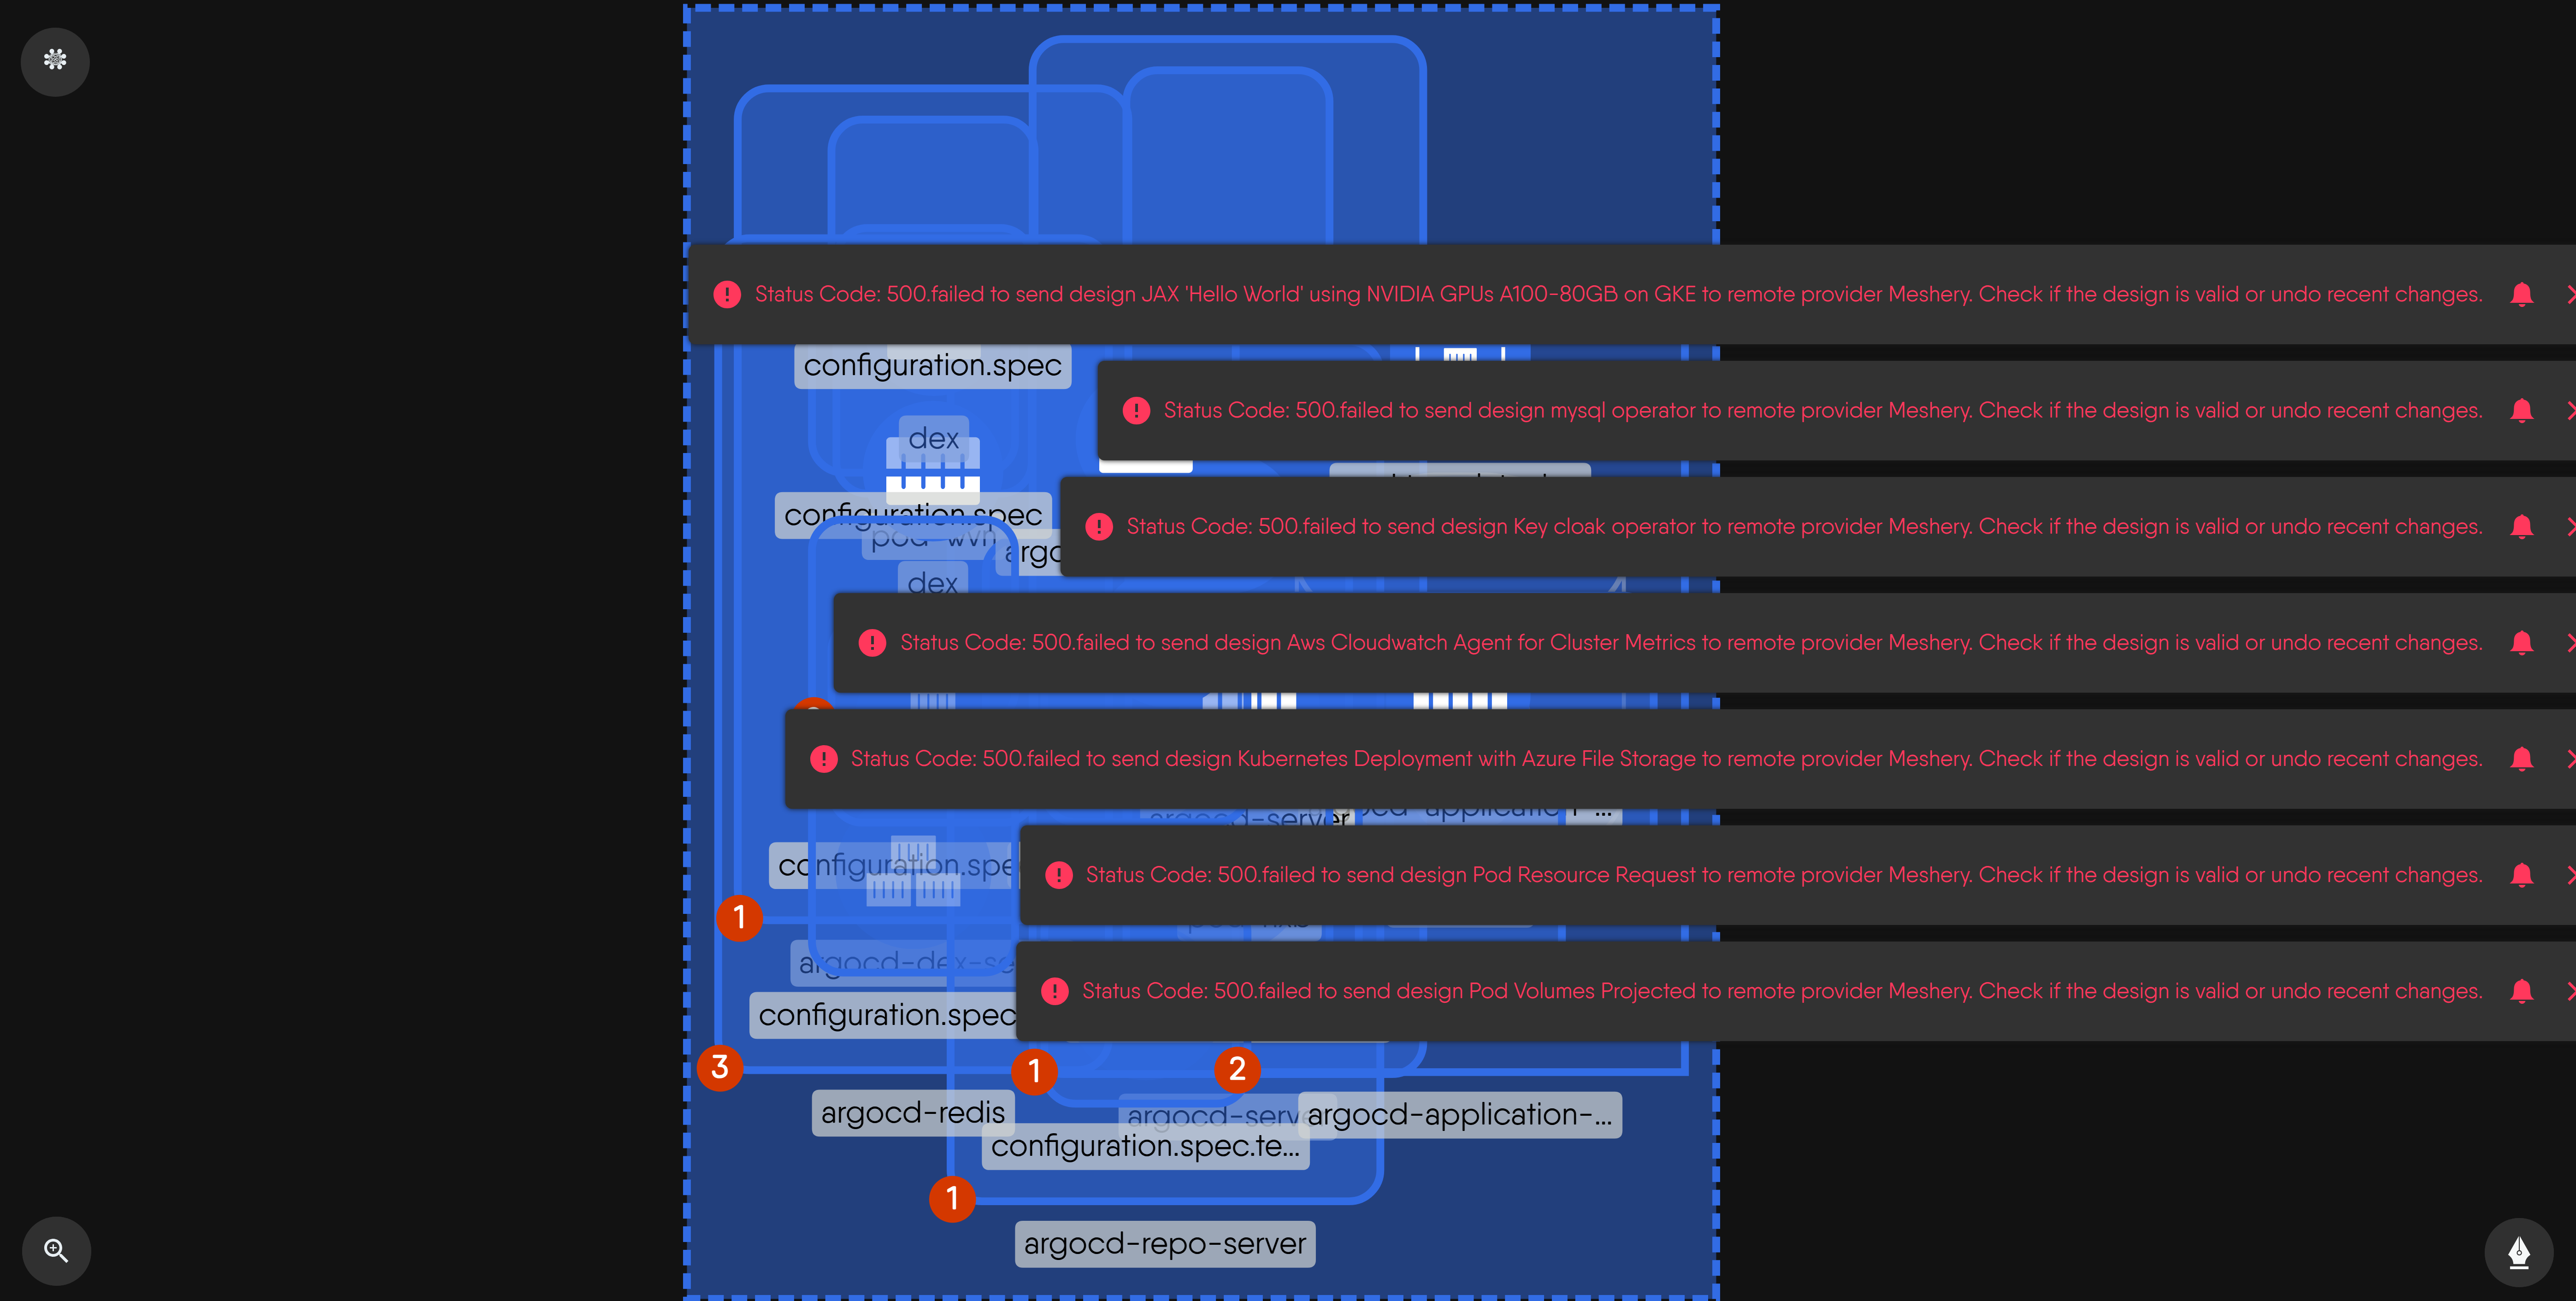 Status Code: 500.failed to send design JAX 'Hello World' using NVIDIA GPUs A100-80GB on GKE to remote provider Meshery. Check if the design is valid or undo recent changes.
configuration.spec
Status Code: 500.failed to send design mysql operator to remote provider Meshery. Check if the design is valid or undo recent changes.
dex
configuration.spec
Status Code: 500.failed to send design Key cloak operator to remote provider Meshery. Check if the design is valid or undo recent changes.
dex
Status Code: 500.failed to send design Aws Cloudwatch Agent for Cluster Metrics to remote provider Meshery. Check if the design is valid or undo recent changes.
Status Code: 500.failed to send design Kubernetes Deployment with Azure File Storage to remote provider Meshery. Check if the design is valid or undo recent changes.
argocd-server
configuration.spe
Status Code: 500.failed to send design Pod Resource Request to remote provider Meshery. Check if the design is valid or undo recent changes.
1
argocd-dex-se
Status Code: 500.failed to send design Pod Volumes Projected to remote provider Meshery. Check if the design is valid or undo recent changes.
configuration.spec
3
1
2
argocd-redis
argocd-serve
argocd-application-...
configuration.spec.te...
1
argocd-repo-server